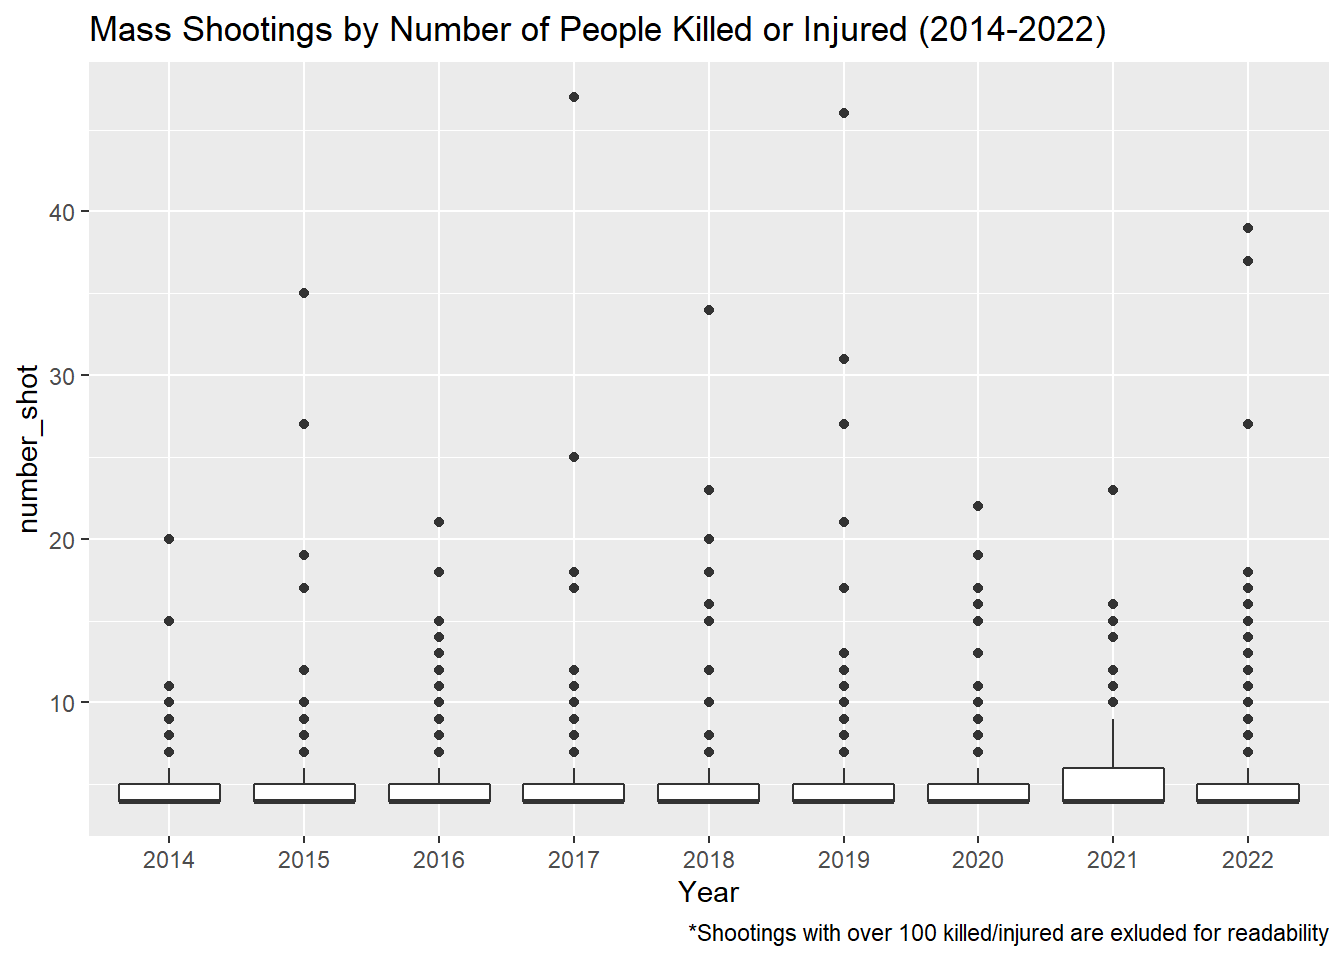 Mass Shootings by Number of People Killed or Injured (2014-2022)
number_shot
40
30
20
10
2014 2015 2016 2017 2018 2019 2020 2021 2022
Year
*Shootings with over 100 killed/injured are exluded for readability